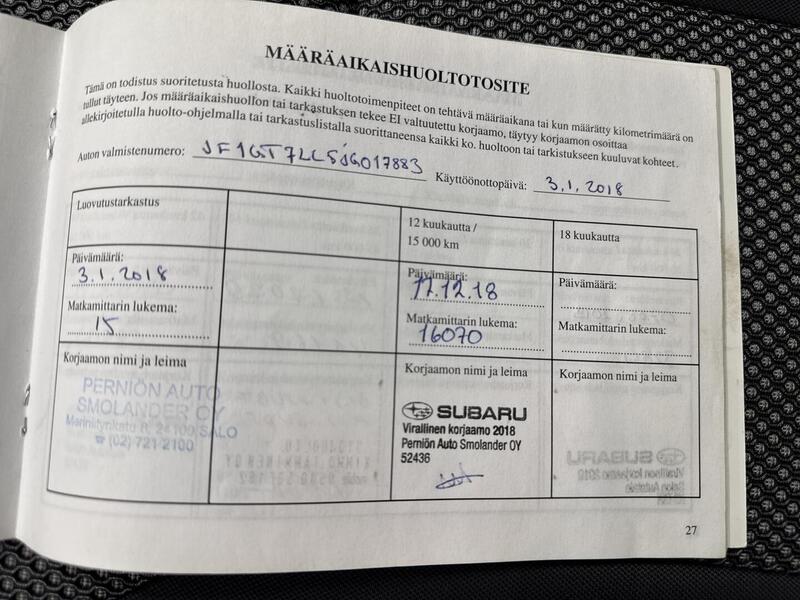 MÄÄRÄAIKAISHUOLTOTOSITE
Tämä on todistus suoritetusta huollosta. Kaikki huoltotoimenpiteet on tehtävä määräaikana tai kun määrätty kilometrimäärä on
tullut täyteen. Jos määräaikaishuollon tai tarkastuksen tekee EI valtuutettu korjaamo, täytyy korjaamon osoittaa
allekirjoitetulla huolto-ohjelmalla tai tarkastuslistalla suorittaneensa kaikki ko. huoltoon tai tarkistukseen kuuluvat kohteet.
Auton valmistenumero: JF1GT7LL5JG017883 Käyttöönottopäivä: 3.1.2018
Luovutustarkastus
12 kuukautta /
15 000 km
18 kuukautta
Päivämäärä:
3.1.2018
Matkamittarin lukema:
15
Päivämäärä:
17.12.18
Matkamittarin lukema:
16070
Päivämäärä:
Matkamittarin lukema:
Korjaamon nimi ja leima
PERNIÖN AUTO
SMOLANDER OY
Mariniitynkatu R, 24100 SALO
☎ (02) 721 2100
Korjaamon nimi ja leima
SUBARU
Virallinen korjaamo 2018
Perniön Auto Smolander OY
52436
Korjaamon nimi ja leima
27